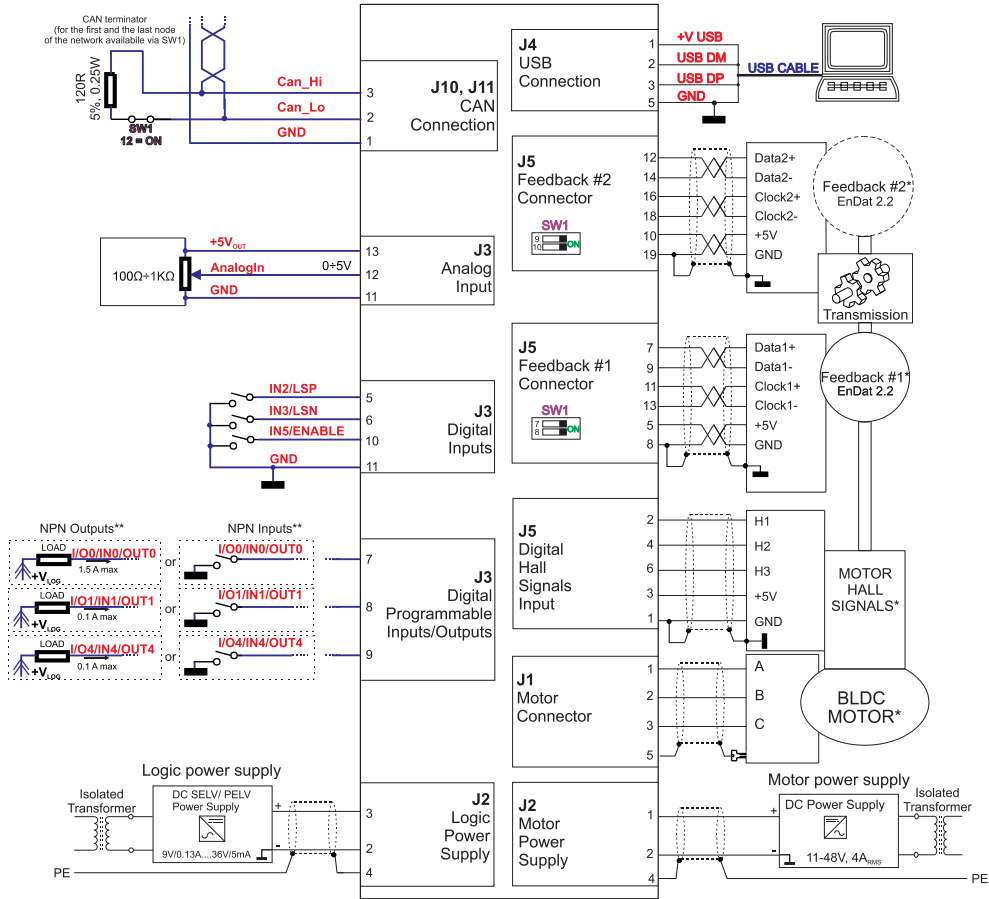 CAN terminator
(for the first and the last node
of the network availabile via SW1)
120R
5%, 0.25W
Can_Hi
Can_Lo
SW1
12 = ON
GND
3
2
1
J10, J11
CAN
Connection
J4
USB
Connection
1
2
3
5
+V USB
USB DM
USB DP
GND
USB CABLE
J5
Feedback #2
Connector
SW1
9
10
ON
12
14
16
18
10
19
Data2+
Data2-
Clock2+
Clock2-
+5V
GND
Feedback #2*
EnDat 2.2
Transmission
100Ω÷1KΩ
+5VOUT
AnalogIn
0÷5V
GND
13
12
11
J3
Analog
Input
J5
Feedback #1
Connector
SW1
7
8
ON
7
9
11
13
5
8
Data1+
Data1-
Clock1+
Clock1-
+5V
GND
Feedback #1*
EnDat 2.2
IN2/LSP
IN3/LSN
IN5/ENABLE
GND
5
6
10
11
J3
Digital
Inputs
J5
Digital
Hall
Signals
Input
2
4
6
3
1
H1
H2
H3
+5V
GND
MOTOR
HALL
SIGNALS*
NPN Outputs**
NPN Inputs**
LOAD
I/O0/IN0/OUT0
1.5 A max
+VLOG
or
I/O0/IN0/OUT0
7
LOAD
I/O1/IN1/OUT1
0.1 A max
+VLOG
or
I/O1/IN1/OUT1
8
LOAD
I/O4/IN4/OUT4
0.1 A max
+VLOG
or
I/O4/IN4/OUT4
9
J3
Digital
Programmable
Inputs/Outputs
J1
Motor
Connector
1
2
3
5
A
B
C
BLDC
MOTOR*
Logic power supply
Isolated
Transformer
DC SELV/ PELV
Power Supply
9V/0.13A....36V/5mA
+
-
PE
3
2
4
J2
Logic
Power
Supply
J2
Motor
Power
Supply
1
2
4
Motor power supply
+
-
DC Power Supply
11-48V, 4ARMS
Isolated
Transformer
PE